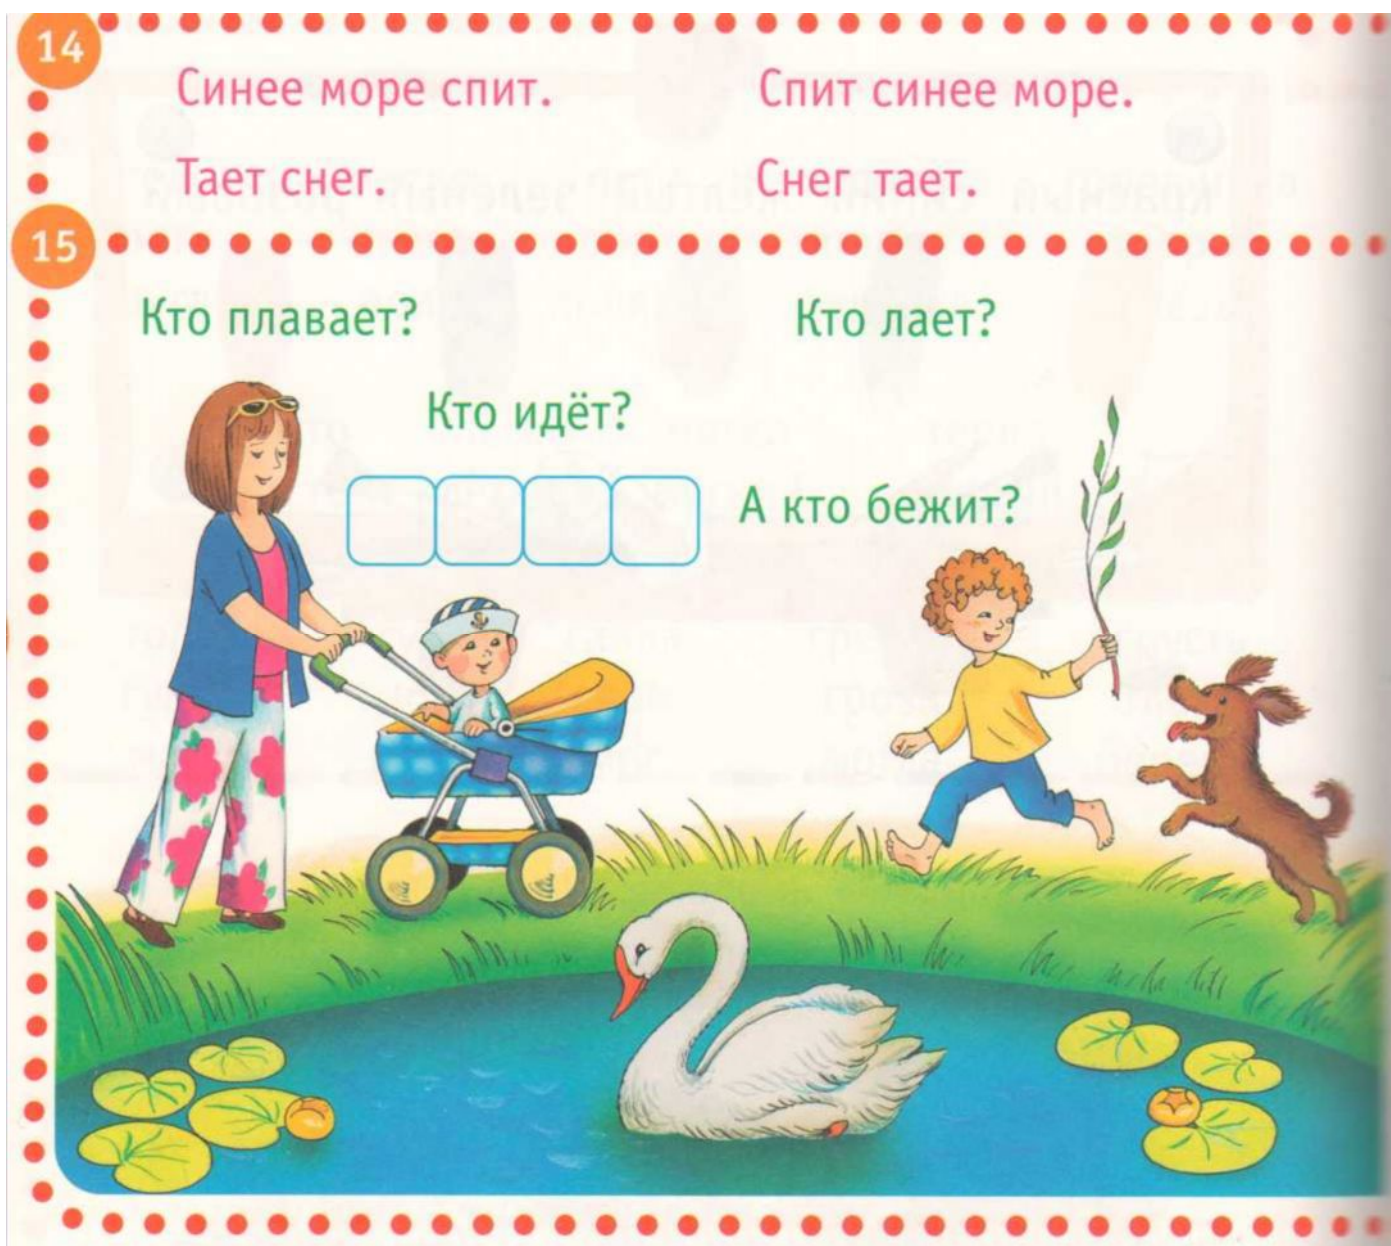 14
Синее море спит. Спит синее море.
Тает снег. Снег тает.
15
Кто плавает? Кто лает?
Кто идёт?
А кто бежит?